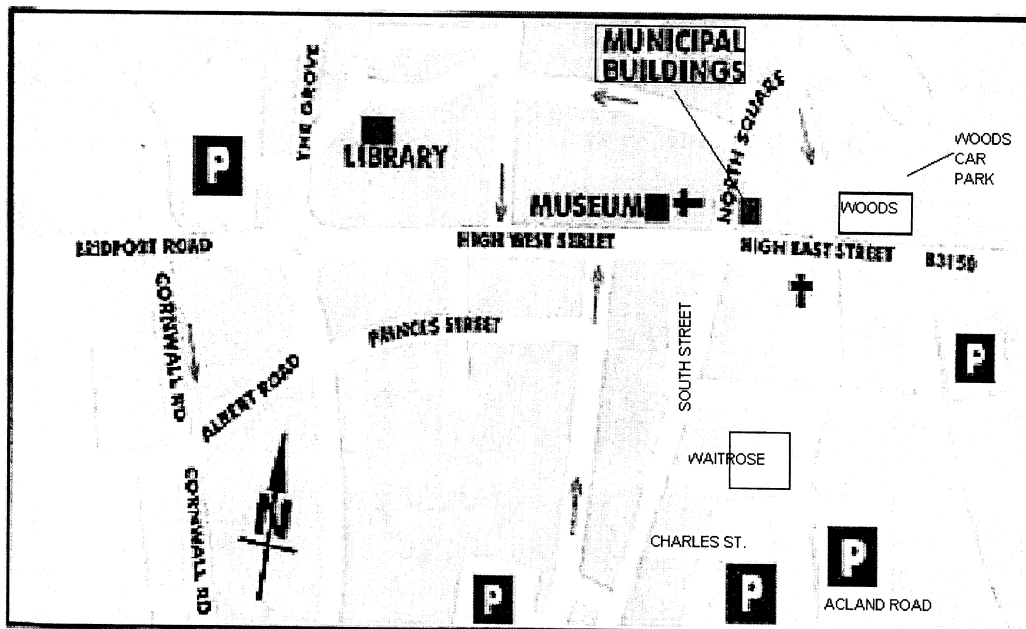 MUNICIPAL
BUILDINGS
THE GROVE
NORTH SQUARE
P
LIBRARY
WOODS
CAR
PARK
MUSEUM
WOODS
BRIDPORT ROAD
HIGH WEST STREET
HIGH EAST STREET
B3150
CORNWALL RD
PRINCES STREET
SOUTH STREET
P
ALBERT ROAD
WAITROSE
N
CORNWALL RD
CHARLES ST.
P
P
P
ACLAND ROAD